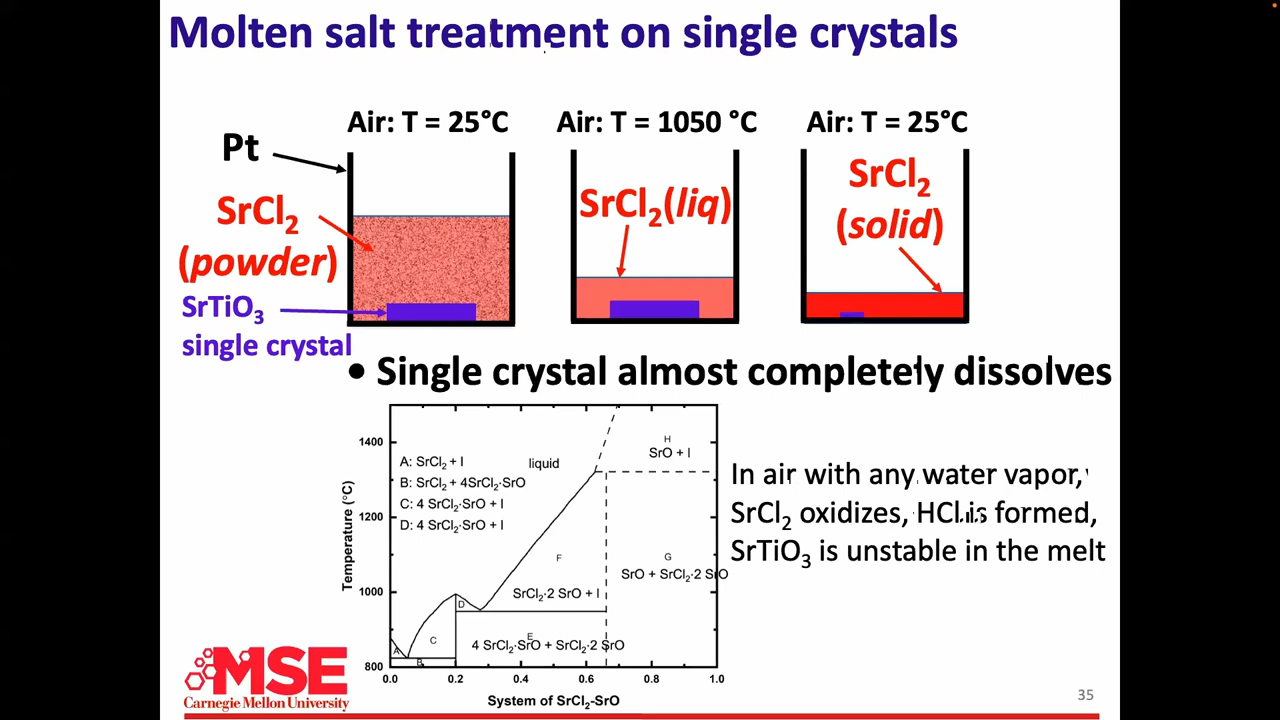 Molten salt treatment on single crystals
Air: T = 25°C
Air: T = 1050 °C
Air: T = 25°C
Pt
SrCl₂
(powder)
SrTiO₃
single crystal
SrCl₂(liq)
SrCl₂
(solid)
• Single crystal almost completely dissolves
Temperature (°C)
1400
1200
1000
800
A: SrCl₂ + l
B: SrCl₂ + 4SrCl₂·SrO
C: 4 SrCl₂·SrO + l
D: 4 SrCl₂·SrO + l
liquid
H
SrO + l
F
SrCl₂·2 SrO + l
G
SrO + SrCl₂·2 SrO
D
C
A
B
E
4 SrCl₂·SrO + SrCl₂·2 SrO
0.0 0.2 0.4 0.6 0.8 1.0
System of SrCl₂-SrO
In air with any water vapor,
SrCl₂ oxidizes, HCl is formed,
SrTiO₃ is unstable in the melt
MSE
Carnegie Mellon University
35